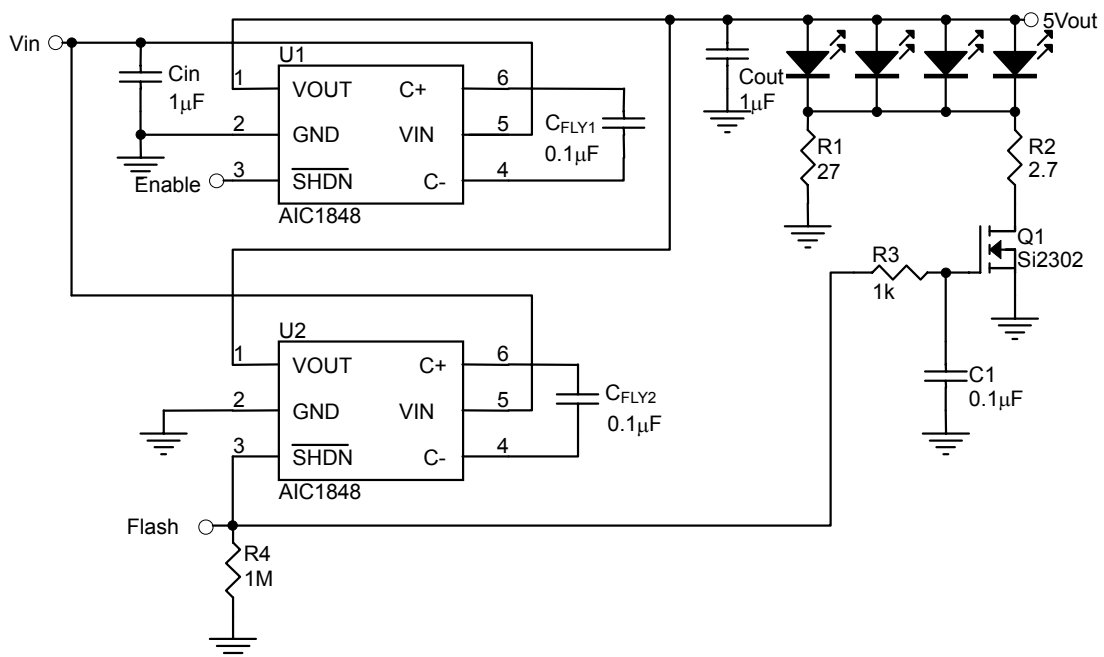 Vin
5Vout
Cin
1μF
U1
1
VOUT
C+
6
2
GND
VIN
5
3
SHDN
C-
4
AIC1848
Enable
CFLY1
0.1μF
Cout
1μF
R1
27
R2
2.7
Q1
Si2302
R3
1k
C1
0.1μF
U2
1
VOUT
C+
6
2
GND
VIN
5
3
SHDN
C-
4
AIC1848
CFLY2
0.1μF
Flash
R4
1M